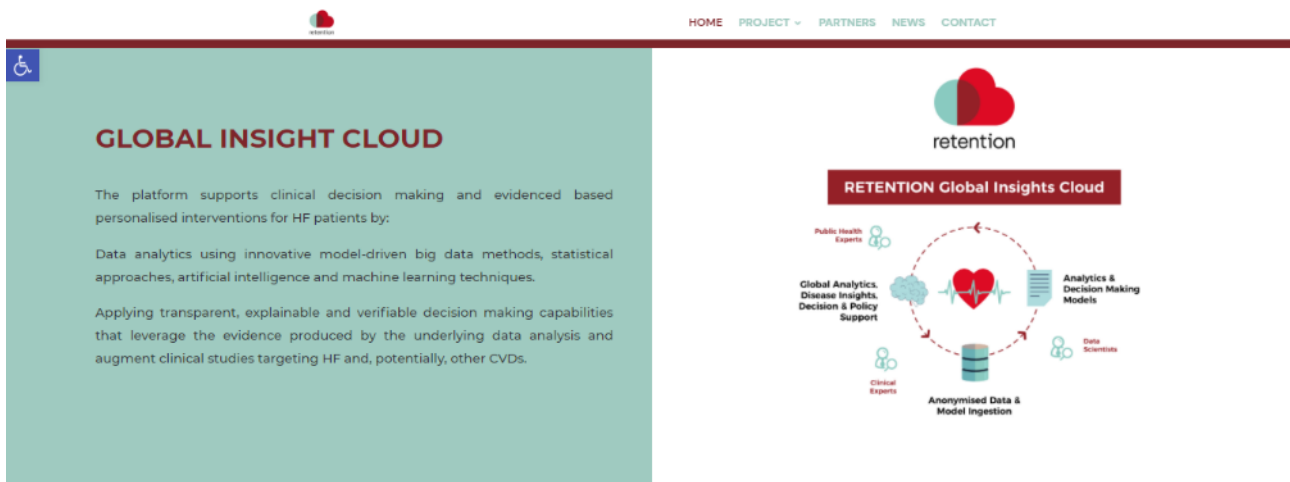 retention
HOME PROJECT PARTNERS NEWS CONTACT
GLOBAL INSIGHT CLOUD
The platform supports clinical decision making and evidenced based
personalised interventions for HF patients by:
Data analytics using innovative model-driven big data methods, statistical
approaches, artificial intelligence and machine learning techniques.
Applying transparent, explainable and verifiable decision making capabilities
that leverage the evidence produced by the underlying data analysis and
augment clinical studies targeting HF and, potentially, other CVDs.
retention
RETENTION Global Insights Cloud
Public Health
Experts
Global Analytics,
Disease Insights,
Decision & Policy
Support
Analytics &
Decision Making
Models
Data
Scientists
Clinical
Experts
Anonymised Data &
Model Ingestion